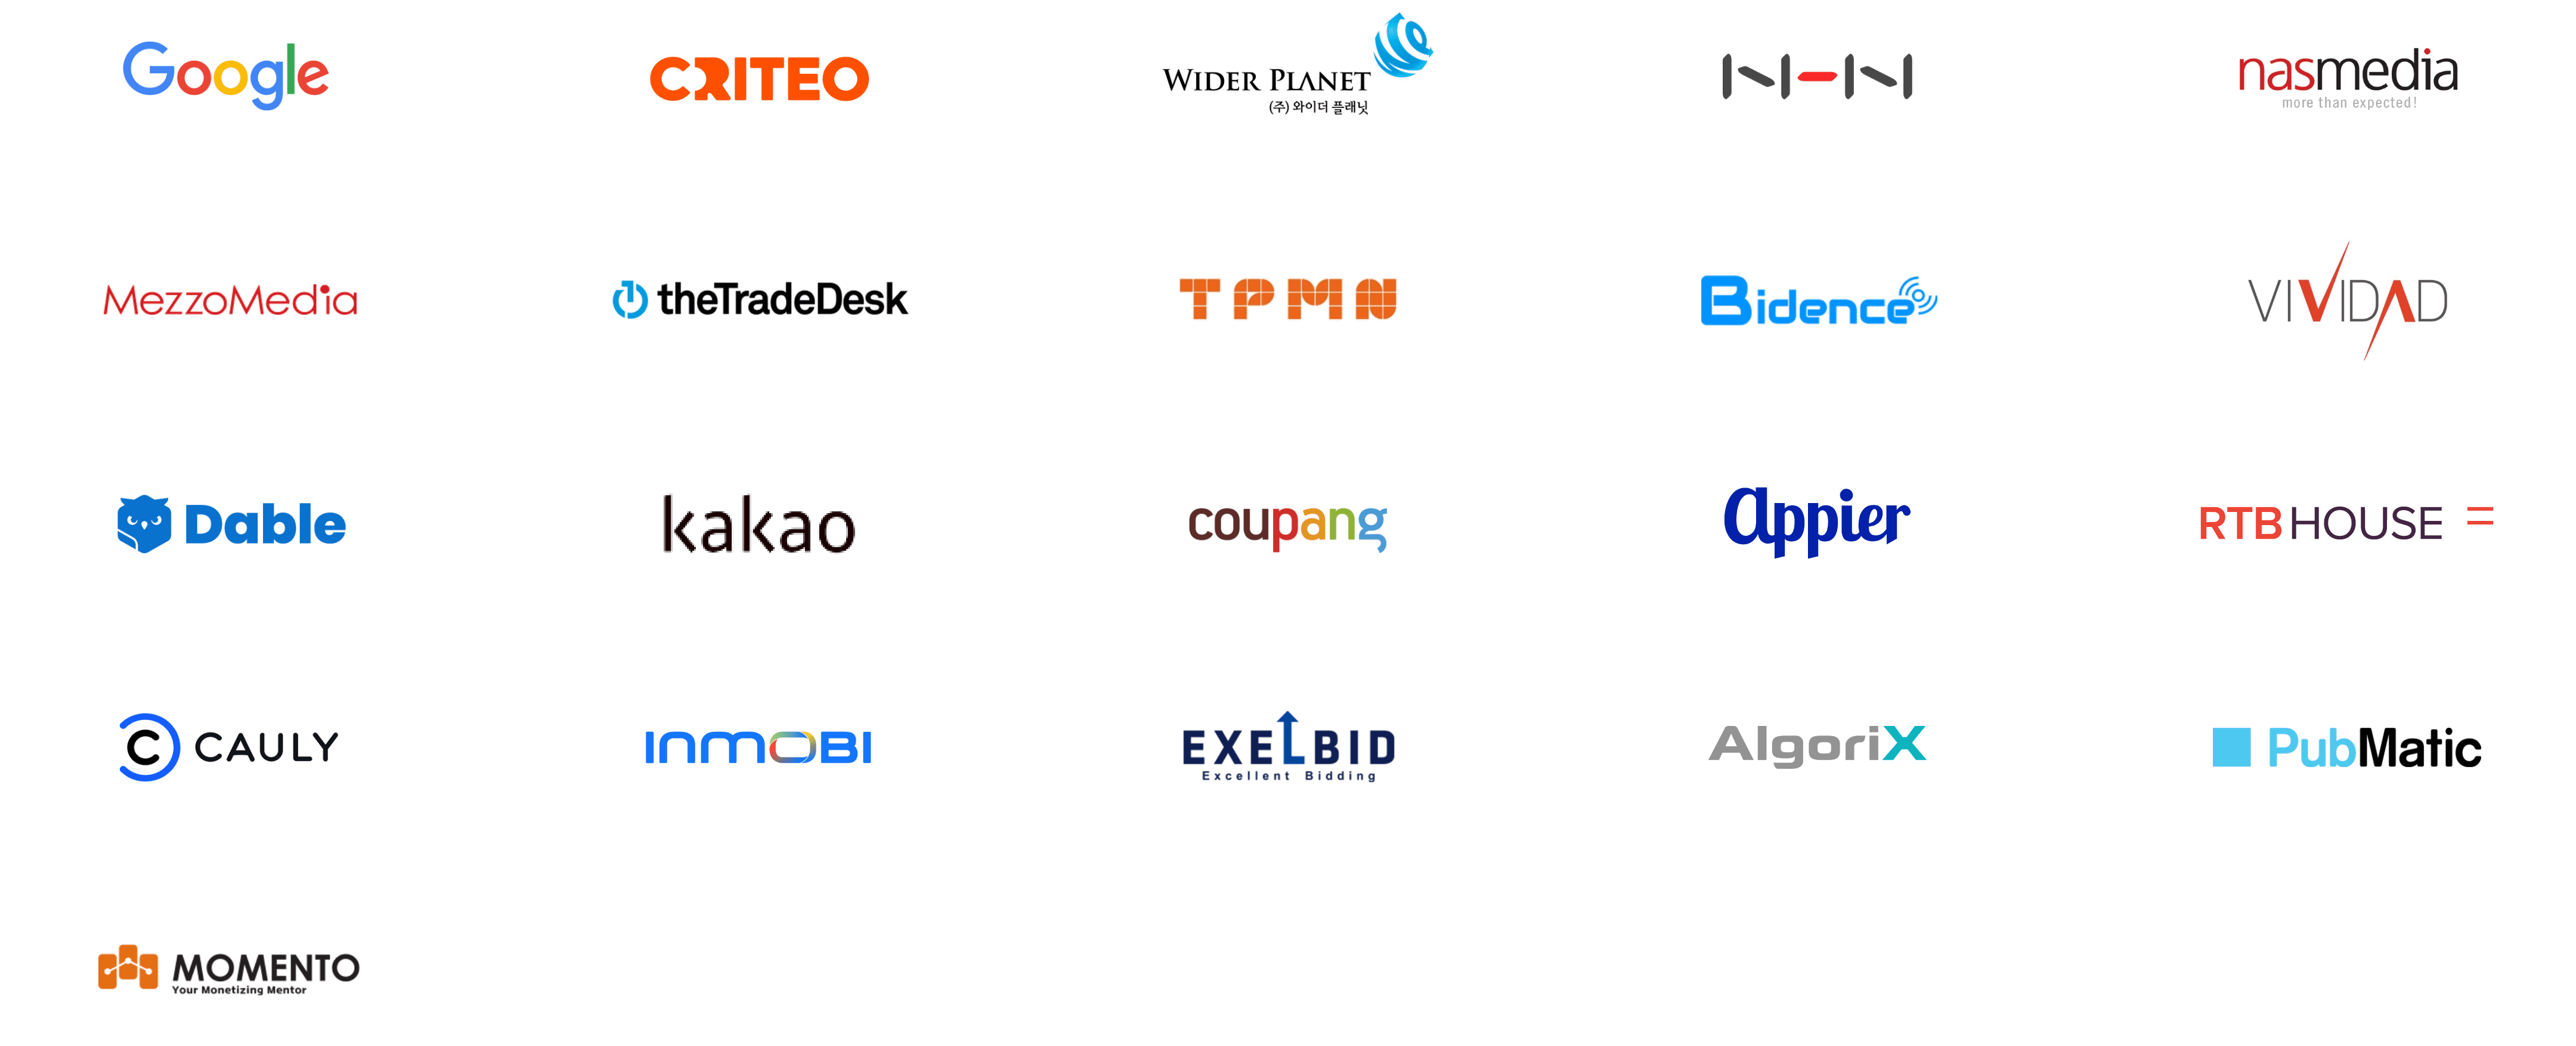 Google
CRITEO
WIDER PLANET
(주) 와이더 플래닛
NHN
nasmedia
more than expected!
MezzoMedia
theTradeDesk
TPMN
Bidence
VIVIDAD
Dable
kakao
coupang
Appier
RTB HOUSE
C CAULY
INMOBI
EXELBID
Excellent Bidding
AlgoriX
PubMatic
MOMENTO
Your Monetizing Mentor